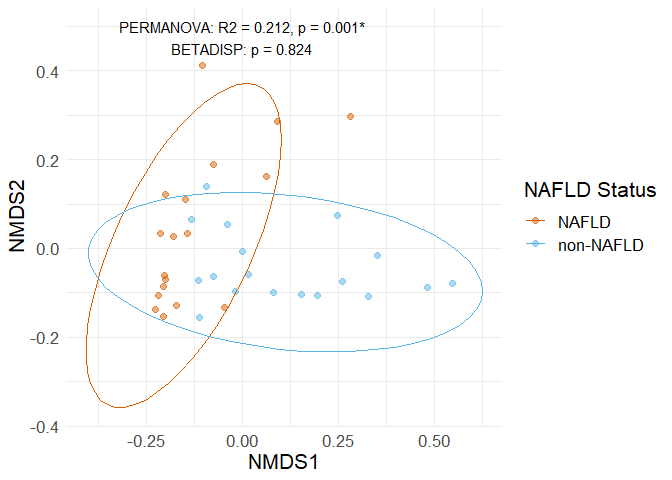 PERMANOVA: R2 = 0.212, p = 0.001*
BETADISP: p = 0.824
0.4
0.2
0.0
-0.2
-0.4
NMDS2
-0.25 0.00 0.25 0.50
NMDS1
NAFLD Status
NAFLD
non-NAFLD